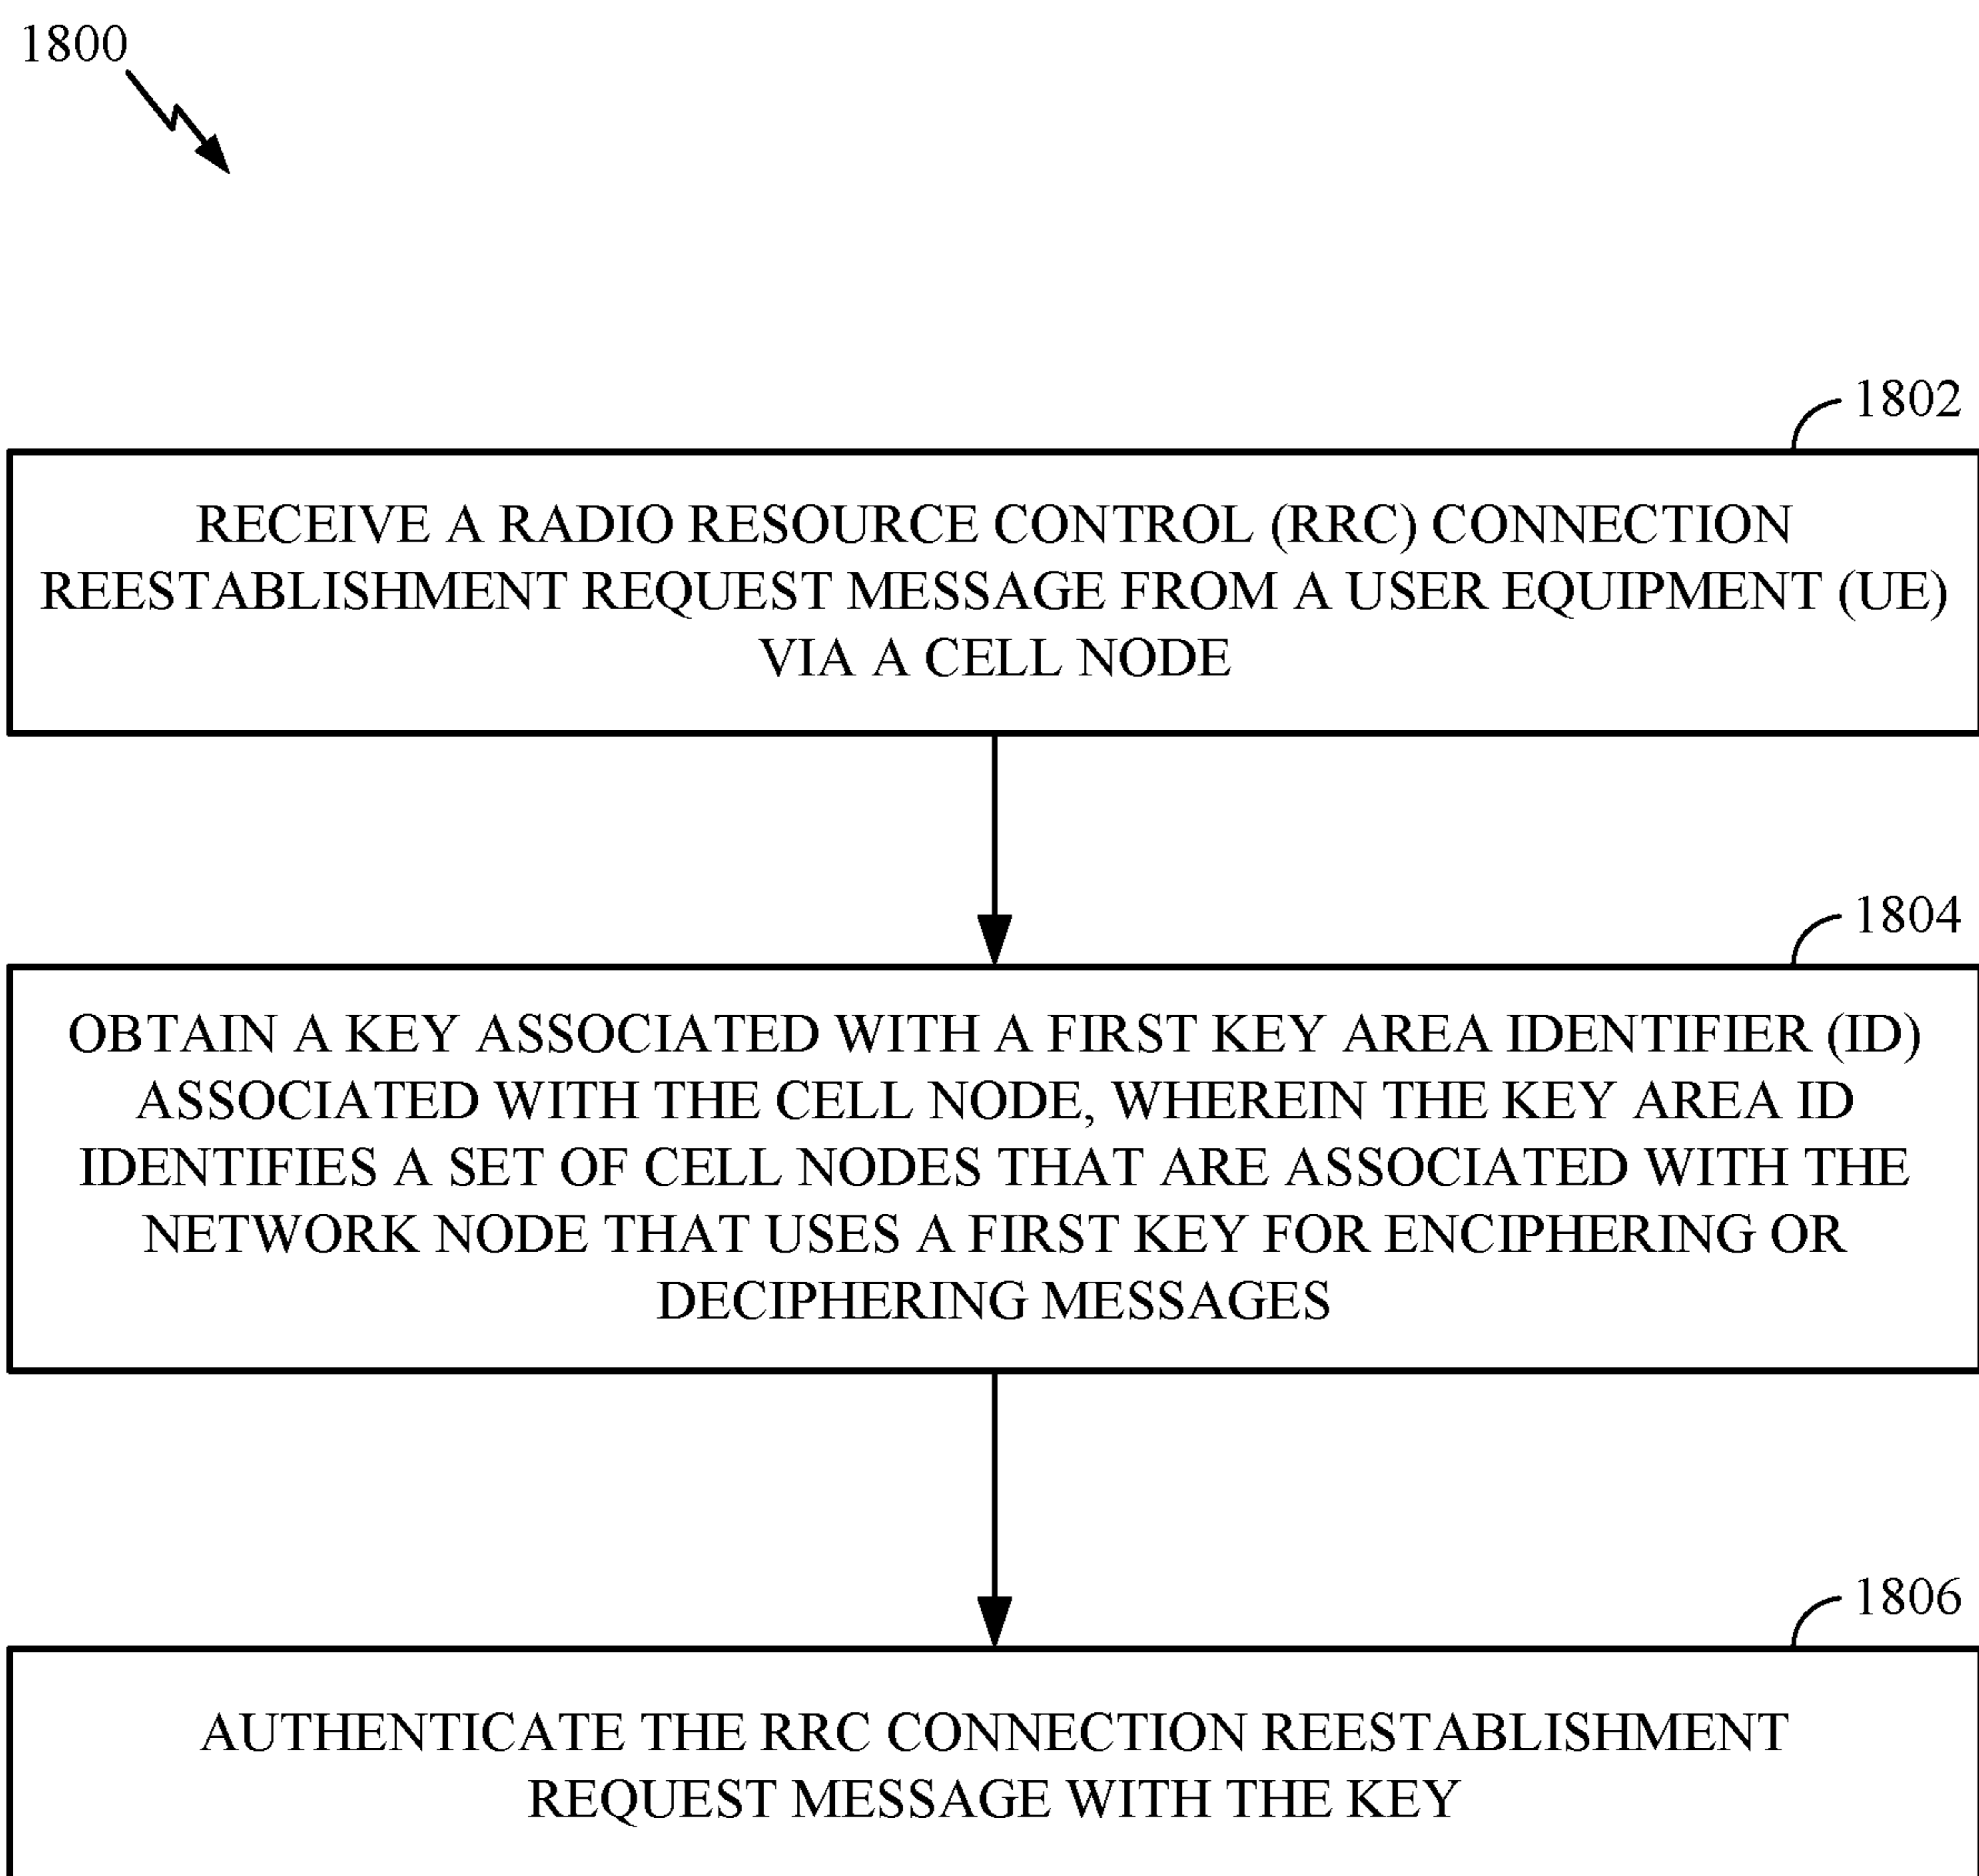 1800
1802
RECEIVE A RADIO RESOURCE CONTROL (RRC) CONNECTION
REESTABLISHMENT REQUEST MESSAGE FROM A USER EQUIPMENT (UE)
VIA A CELL NODE
1804
OBTAIN A KEY ASSOCIATED WITH A FIRST KEY AREA IDENTIFIER (ID)
ASSOCIATED WITH THE CELL NODE, WHEREIN THE KEY AREA ID
IDENTIFIES A SET OF CELL NODES THAT ARE ASSOCIATED WITH THE
NETWORK NODE THAT USES A FIRST KEY FOR ENCIPHERING OR
DECIPHERING MESSAGES
1806
AUTHENTICATE THE RRC CONNECTION REESTABLISHMENT
REQUEST MESSAGE WITH THE KEY